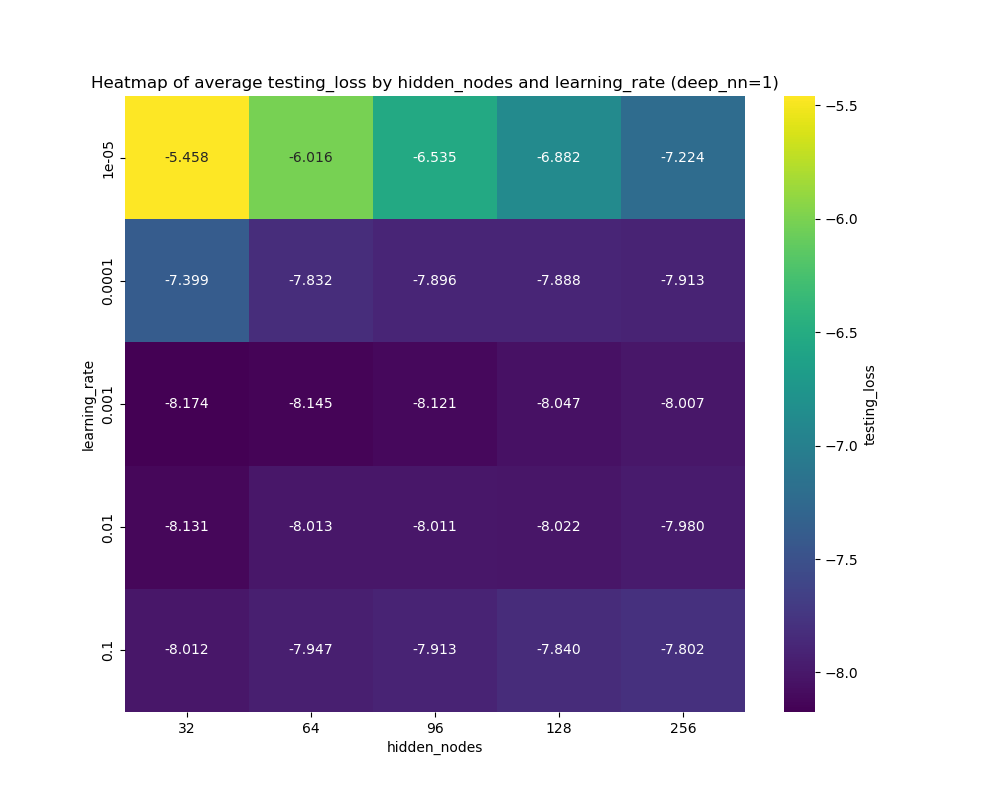 Heatmap of average testing_loss by hidden_nodes and learning_rate (deep_nn=1)
1e-05 -5.458 -6.016 -6.535 -6.882 -7.224
0.0001 -7.399 -7.832 -7.896 -7.888 -7.913
0.001 -8.174 -8.145 -8.121 -8.047 -8.007
0.01 -8.131 -8.013 -8.011 -8.022 -7.980
0.1 -8.012 -7.947 -7.913 -7.840 -7.802
learning_rate
32 64 96 128 256
hidden_nodes
−5.5
−6.0
−6.5
−7.0
−7.5
−8.0
testing_loss